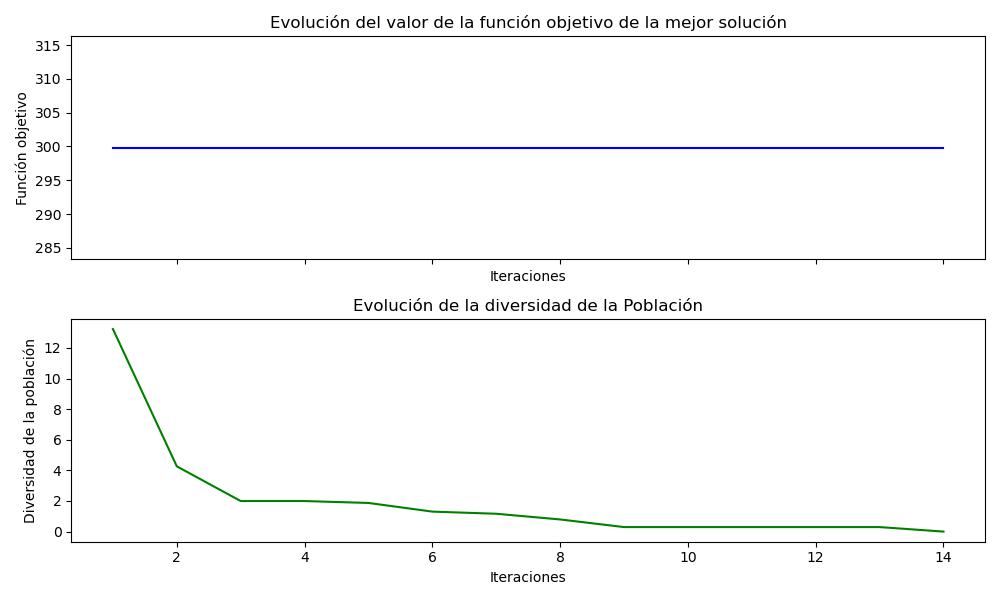 Evolución del valor de la función objetivo de la mejor solución
Función objetivo
315
310
305
300
295
290
285
Iteraciones
Evolución de la diversidad de la Población
Diversidad de la población
12
10
8
6
4
2
0
2 4 6 8 10 12 14
Iteraciones